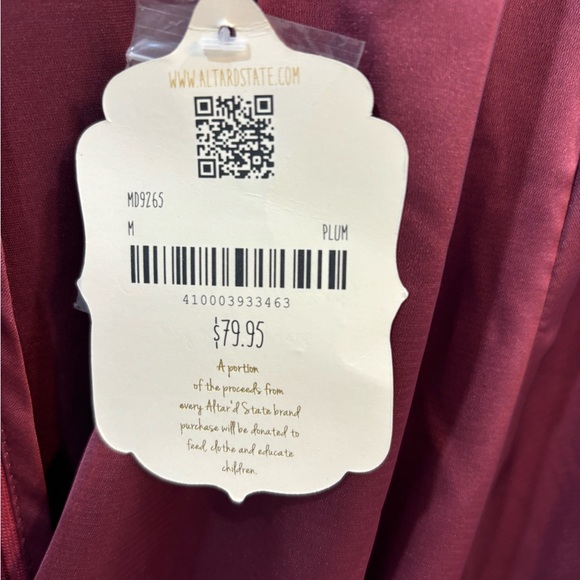 WWW.ALTARDSTATE.COM
MD9265
M PLUM
410003933463
$79.95
A portion
of the proceeds from
every Altar'd State brand
purchase will be donated to
feed, clothe and educate
children.